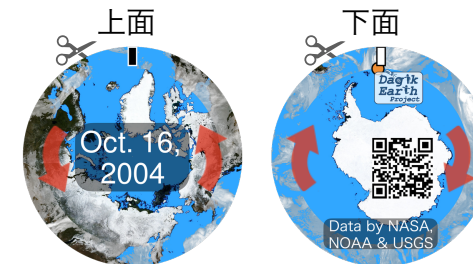 上面
下面
Oct. 16,
2004
Dagik
Earth
Project
Data by NASA,
NOAA & USGS